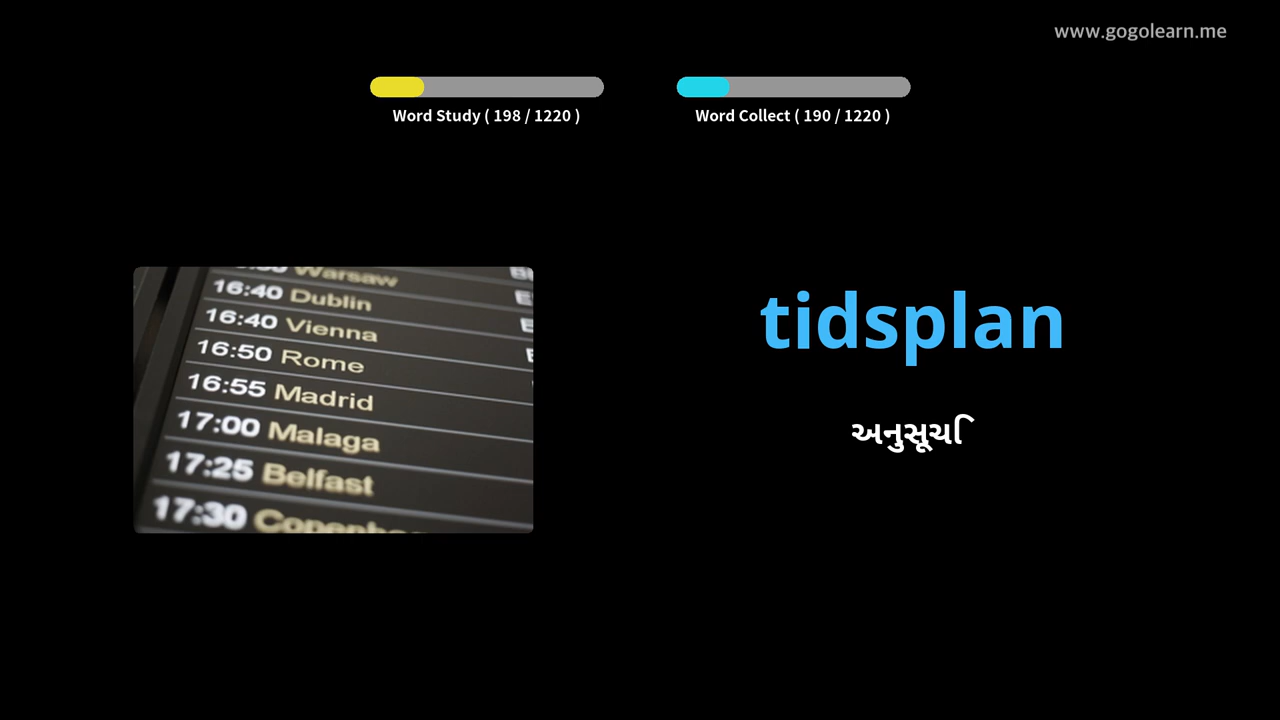 www.gogolearn.me
Word Study ( 198 / 1220 )
Word Collect ( 190 / 1220 )
Warsaw
16:40 Dublin
16:40 Vienna
16:50 Rome
16:55 Madrid
17:00 Malaga
17:25 Belfast
17:30
tidsplan
અનુસૂચિ